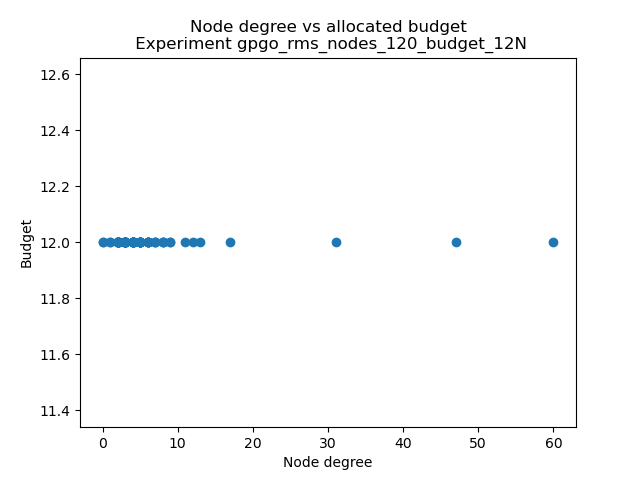 Node degree vs allocated budget
Experiment gpgo_rms_nodes_120_budget_12N
12.6
12.4
12.2
12.0
11.8
11.6
11.4
Budget
0 10 20 30 40 50 60
Node degree